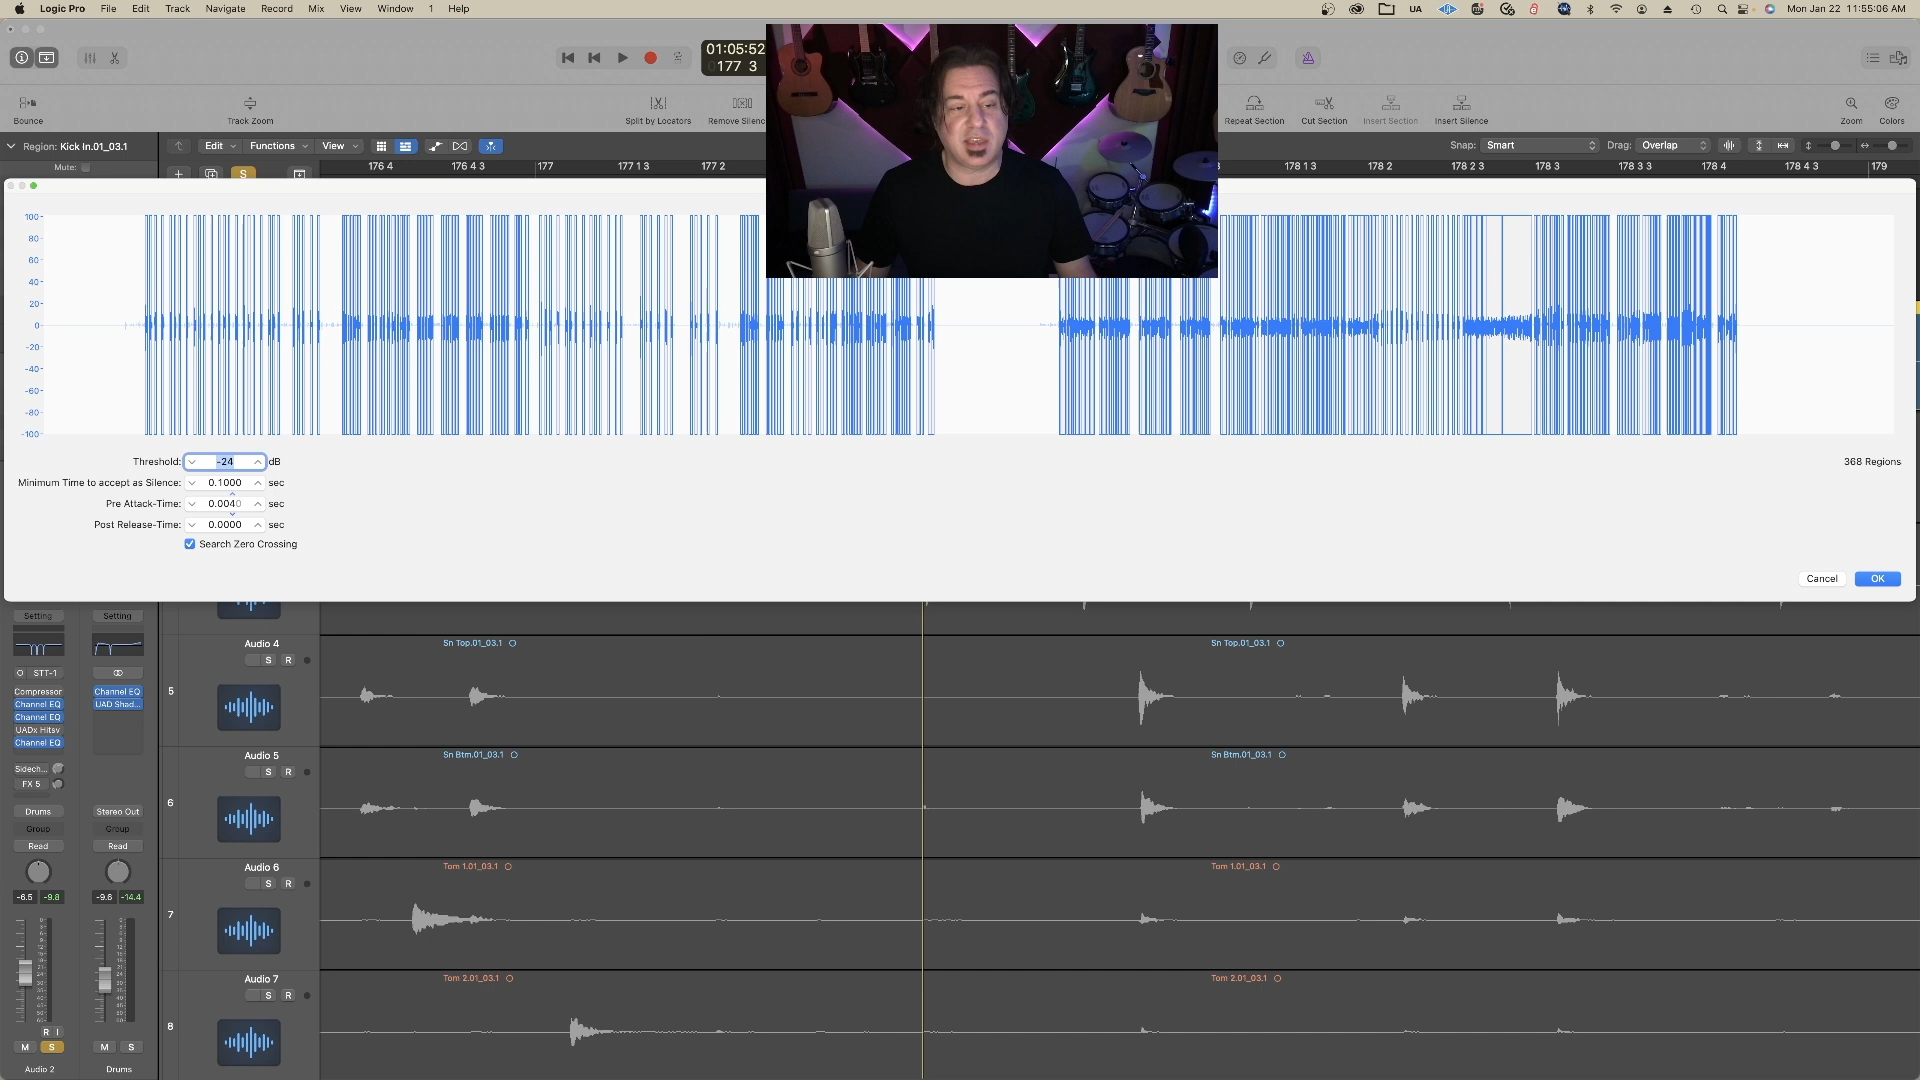 Logic Pro File Edit Track Navigate Record Mix View Window 1 Help
UA
Mon Jan 22 11:55:06 AM
01:05:52
177 3
Bounce
Track Zoom
Split by Locators
Remove Silenc
Repeat Section
Cut Section
Insert Section
Insert Silence
Zoom
Colors
Region: Kick In.01_03.1
Edit Functions View
Snap: Smart
Drag: Overlap
Mute:
176 4 176 4 3 177 177 1 3 177 2 178 1 3 178 2 178 2 3 178 3 178 3 3 178 4 178 4 3 179
S
100
80
60
40
20
0
-20
-40
-60
-80
-100
Threshold: -24 dB
368 Regions
Minimum Time to accept as Silence: 0.1000 sec
Pre Attack-Time: 0.0040 sec
Post Release-Time: 0.0000 sec
Search Zero Crossing
Cancel
OK
Setting Setting
STT-1
Compressor
Channel EQ
Channel EQ
UADx Hitsv
Channel EQ
Channel EQ
UAD Shad...
Sidech...
FX 5
Drums Stereo Out
Group Group
Read Read
-6.5 -9.8 -9.6 -14.4
R I
M S M S
Audio 2 Drums
5
Audio 4
S R
Sn Top.01_03.1
Sn Top.01_03.1
6
Audio 5
S R
Sn Btm.01_03.1
Sn Btm.01_03.1
7
Audio 6
S R
Tom 1.01_03.1
Tom 1.01_03.1
8
Audio 7
S R
Tom 2.01_03.1
Tom 2.01_03.1